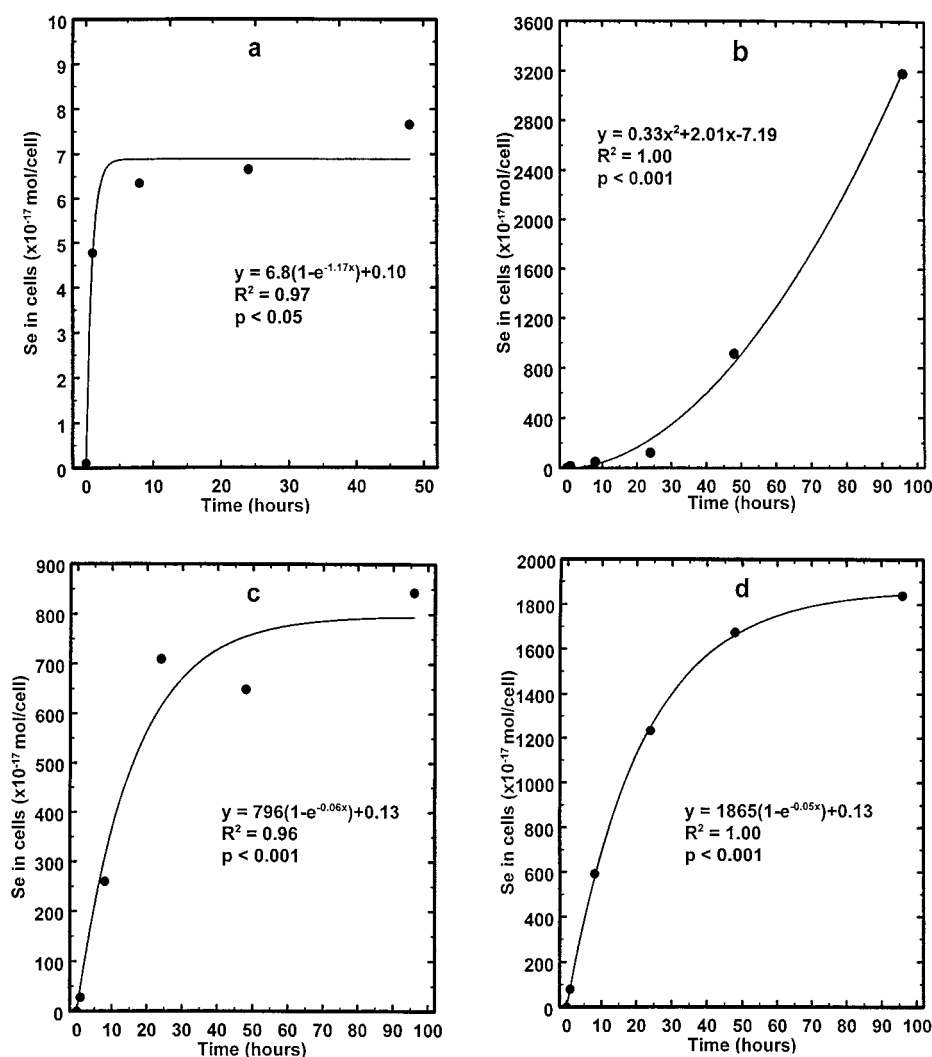 a
10
9
8
7
6
5
4
3
2
1
0
Se in cells (x10⁻¹⁷ mol/cell)
y = 6.8(1-e⁻¹·¹⁷ˣ)+0.10
R² = 0.97
p < 0.05
0 10 20 30 40 50
Time (hours)
b
3600
3200
2800
2400
2000
1600
1200
800
400
0
Se in cells (x10⁻¹⁷ mol/cell)
y = 0.33x²+2.01x-7.19
R² = 1.00
p < 0.001
0 10 20 30 40 50 60 70 80 90 100
Time (hours)
c
900
800
700
600
500
400
300
200
100
0
Se in cells (x10⁻¹⁷ mol/cell)
y = 796(1-e⁻⁰·⁰⁶ˣ)+0.13
R² = 0.96
p < 0.001
0 10 20 30 40 50 60 70 80 90 100
Time (hours)
d
2000
1800
1600
1400
1200
1000
800
600
400
200
0
Se in cells (x10⁻¹⁷ mol/cell)
y = 1865(1-e⁻⁰·⁰⁵ˣ)+0.13
R² = 1.00
p < 0.001
0 10 20 30 40 50 60 70 80 90 100
Time (hours)